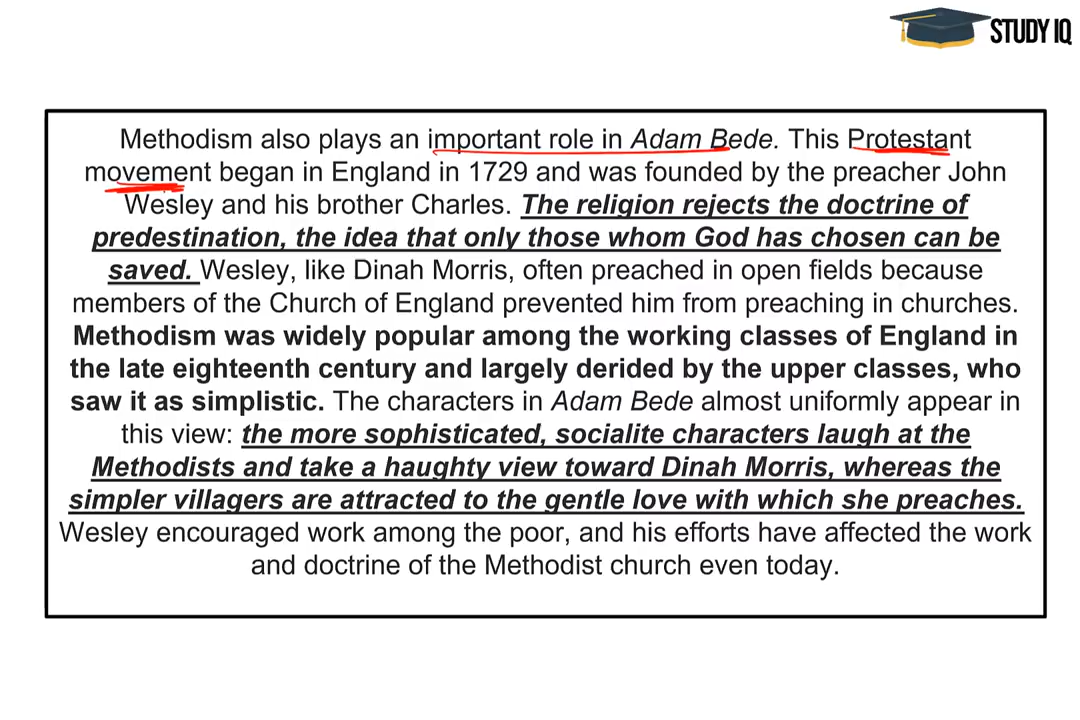 STUDY IQ
Methodism also plays an important role in Adam Bede. This Protestant
movement began in England in 1729 and was founded by the preacher John
Wesley and his brother Charles. The religion rejects the doctrine of
predestination, the idea that only those whom God has chosen can be
saved. Wesley, like Dinah Morris, often preached in open fields because
members of the Church of England prevented him from preaching in churches.
Methodism was widely popular among the working classes of England in
the late eighteenth century and largely derided by the upper classes, who
saw it as simplistic. The characters in Adam Bede almost uniformly appear in
this view: the more sophisticated, socialite characters laugh at the
Methodists and take a haughty view toward Dinah Morris, whereas the
simpler villagers are attracted to the gentle love with which she preaches.
Wesley encouraged work among the poor, and his efforts have affected the work
and doctrine of the Methodist church even today.